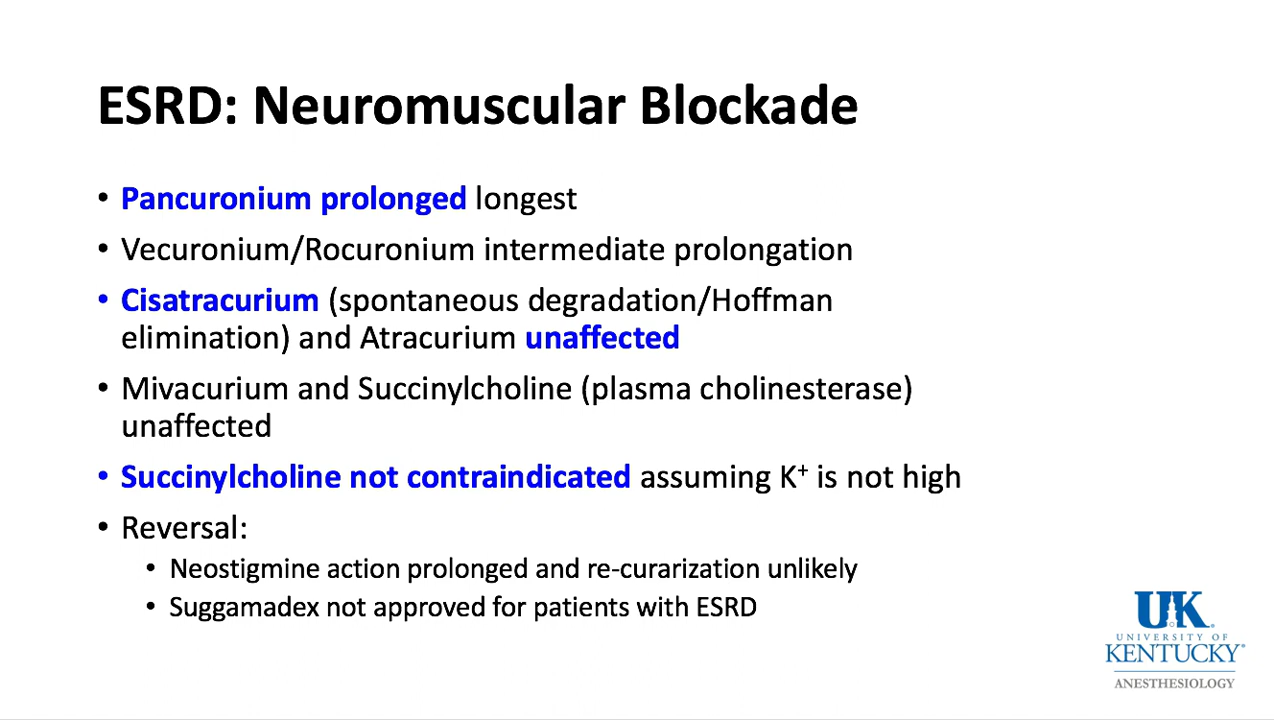 ESRD: Neuromuscular Blockade
• Pancuronium prolonged longest
• Vecuronium/Rocuronium intermediate prolongation
• Cisatracurium (spontaneous degradation/Hoffman
elimination) and Atracurium unaffected
• Mivacurium and Succinylcholine (plasma cholinesterase)
unaffected
• Succinylcholine not contraindicated assuming K⁺ is not high
• Reversal:
• Neostigmine action prolonged and re-curarization unlikely
• Suggamadex not approved for patients with ESRD
UK
UNIVERSITY OF
KENTUCKY®
ANESTHESIOLOGY